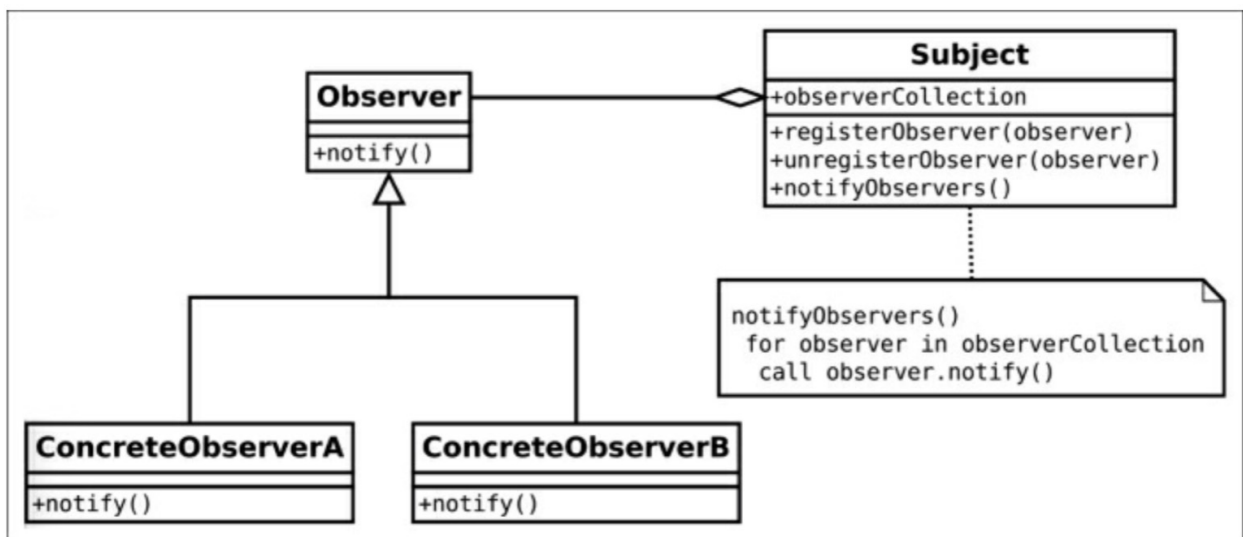 Observer
+notify()
Subject
+observerCollection
+registerObserver(observer)
+unregisterObserver(observer)
+notifyObservers()
notifyObservers()
for observer in observerCollection
call observer.notify()
ConcreteObserverA
+notify()
ConcreteObserverB
+notify()